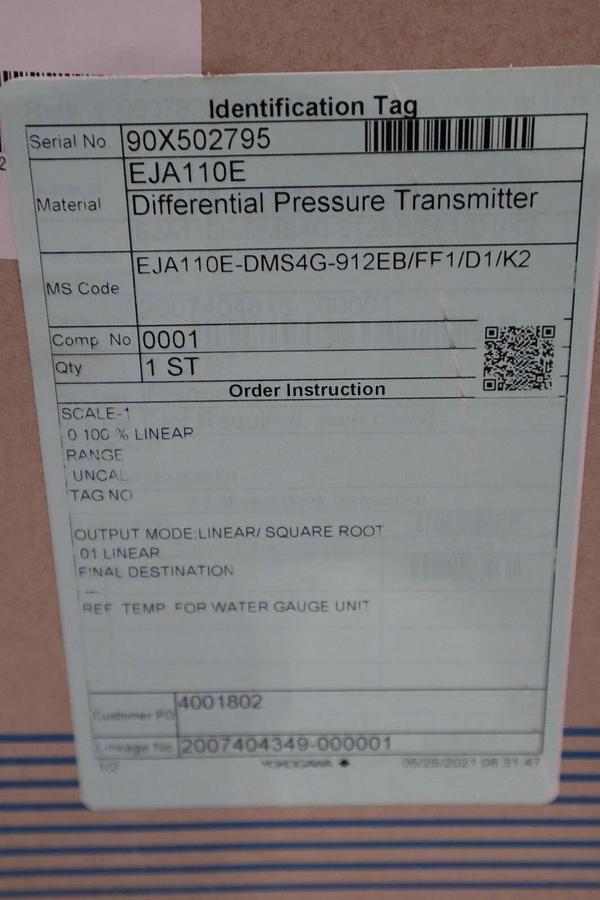 Identification Tag
Serial No. 90X502795
Material EJA110E
Differential Pressure Transmitter
MS Code EJA110E-DMS4G-912EB/FF1/D1/K2
Comp No 0001
Qty 1 ST
Order Instruction
SCALE-1
0 100 % LINEAR
RANGE
UNCAL
TAG NO
OUTPUT MODE:LINEAR/ SQUARE ROOT
01 LINEAR
FINAL DESTINATION
REF TEMP FOR WATER GAUGE UNIT
Customer PO 4001802
Linkage No. 2007404349-000001
1/2 YOKOGAWA 05/25/2021 06 31 47